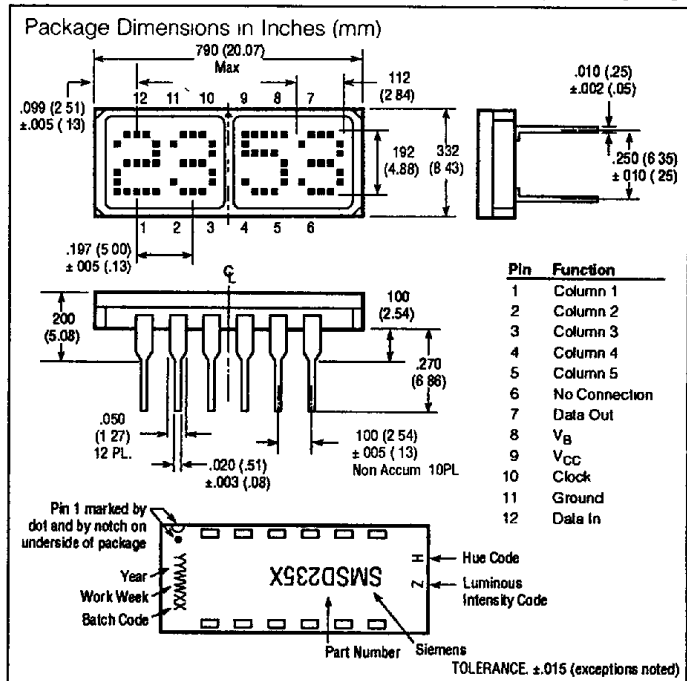 Package Dimensions in Inches (mm)
790 (20.07)
Max
.099 (2 51)
±.005 ( 13)
12 11 10 9 8 7
112
(2 84)
192
(4.88)
332
(8 43)
1 2 3 4 5 6
.197 (5 00)
±005 (.13)
.010 (.25)
±.002 (.05)
.250 (6 35)
±010 ( 25)
℄
200
(5.08)
100
(2.54)
.270
(6 86)
.050
(1 27)
12 PL.
.020 (.51)
±.003 (.08)
100 (2 54)
±005 ( 13)
Non Accum 10PL
Pin Function
1 Column 1
2 Column 2
3 Column 3
4 Column 4
5 Column 5
6 No Connection
7 Data Out
8 VB
9 VCC
10 Clock
11 Ground
12 Data In
Pin 1 marked by
dot and by notch on
underside of package
Year
Work Week
Batch Code
YYWWXX
SMSD235X
H
Z
Hue Code
Luminous
Intensity Code
Part Number
Siemens
TOLERANCE. ±.015 (exceptions noted)